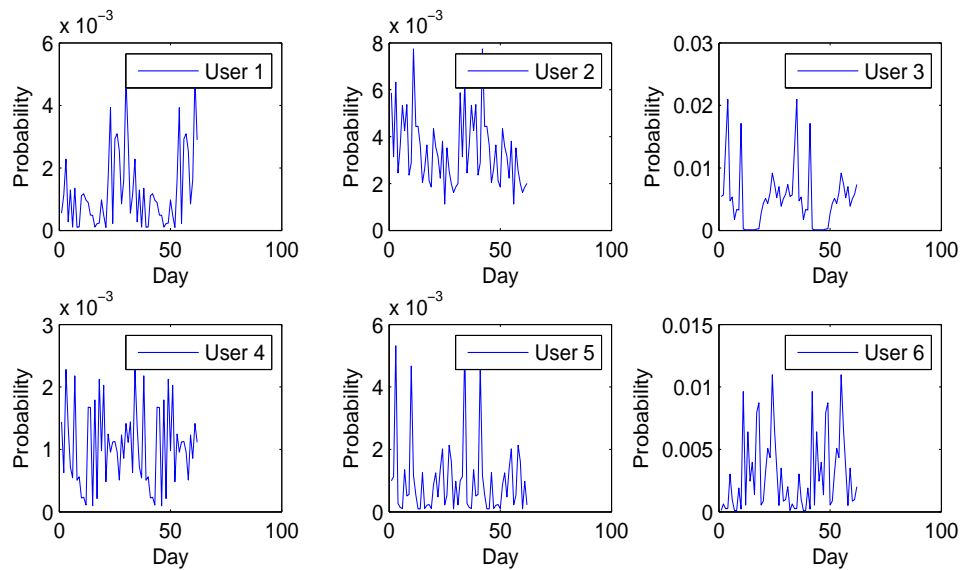 x 10⁻³
6
4
2
0
0
50
100
Probability
Day
User 1
x 10⁻³
8
6
4
2
0
0
50
100
Probability
Day
User 2
0.03
0.02
0.01
0
0
50
100
Probability
Day
User 3
x 10⁻³
3
2
1
0
0
50
100
Probability
Day
User 4
x 10⁻³
6
4
2
0
0
50
100
Probability
Day
User 5
0.015
0.01
0.005
0
0
50
100
Probability
Day
User 6